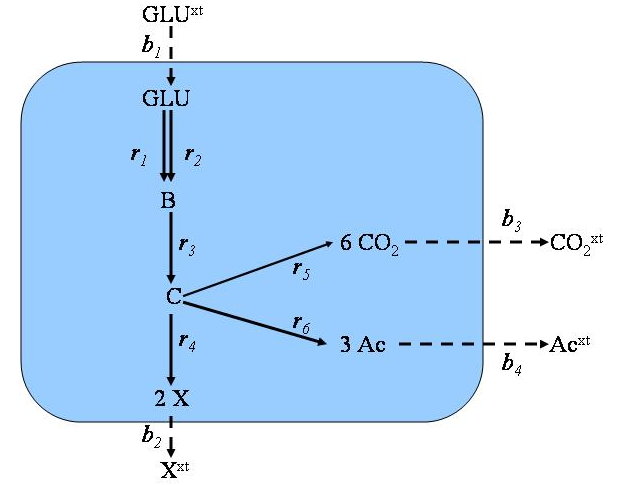 GLUxt
b1
GLU
r1 r2
B
b3
r3
6 CO2 CO2xt
r5
C
r6
r4
3 Ac Acxt
b4
2 X
b2
Xxt